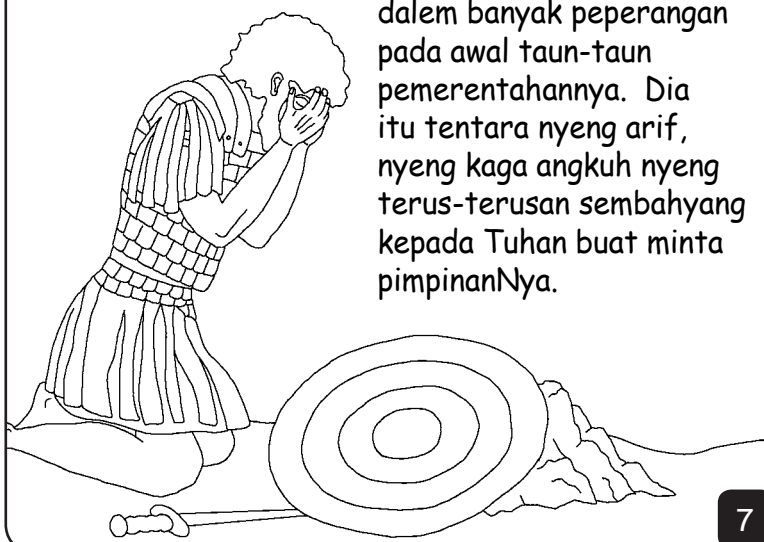 dalem banyak peperangan
pada awal taun-taun
pemerentahannya. Dia
itu tentara nyeng arif,
nyeng kaga angkuh nyeng
terus-terusan sembahyang
kepada Tuhan buat minta
pimpinanNya.
7